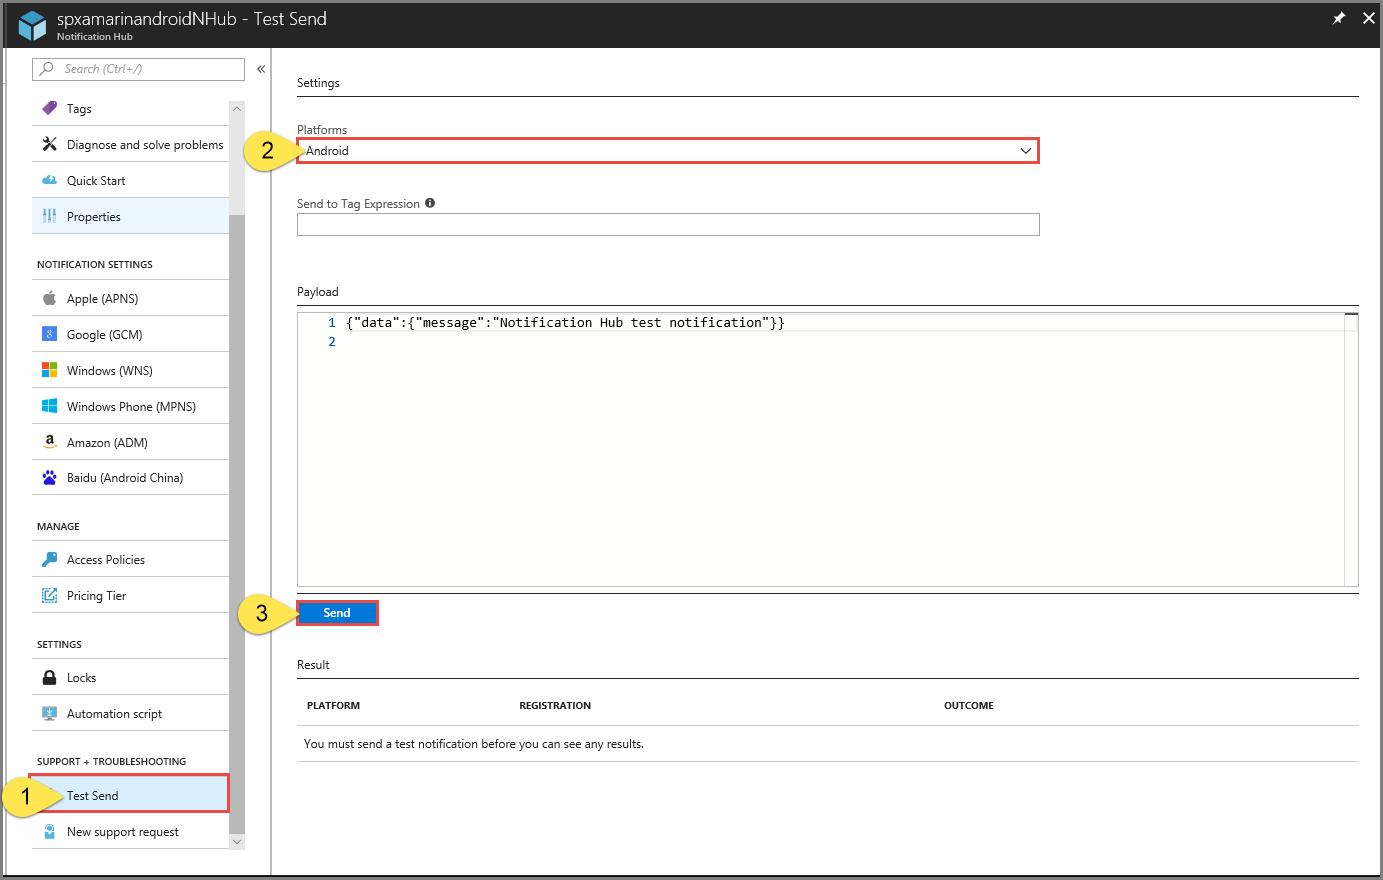 spxamarinandroidNHub - Test Send
Notification Hub
Search (Ctrl+/)
Tags
Diagnose and solve problems
Quick Start
Properties
NOTIFICATION SETTINGS
Apple (APNS)
Google (GCM)
Windows (WNS)
Windows Phone (MPNS)
Amazon (ADM)
Baidu (Android China)
MANAGE
Access Policies
Pricing Tier
SETTINGS
Locks
Automation script
SUPPORT + TROUBLESHOOTING
1
Test Send
New support request
Settings
Platforms
2
Android
Send to Tag Expression
Payload
1 {"data":{"message":"Notification Hub test notification"}}
2
3
Send
Result
PLATFORM REGISTRATION OUTCOME
You must send a test notification before you can see any results.